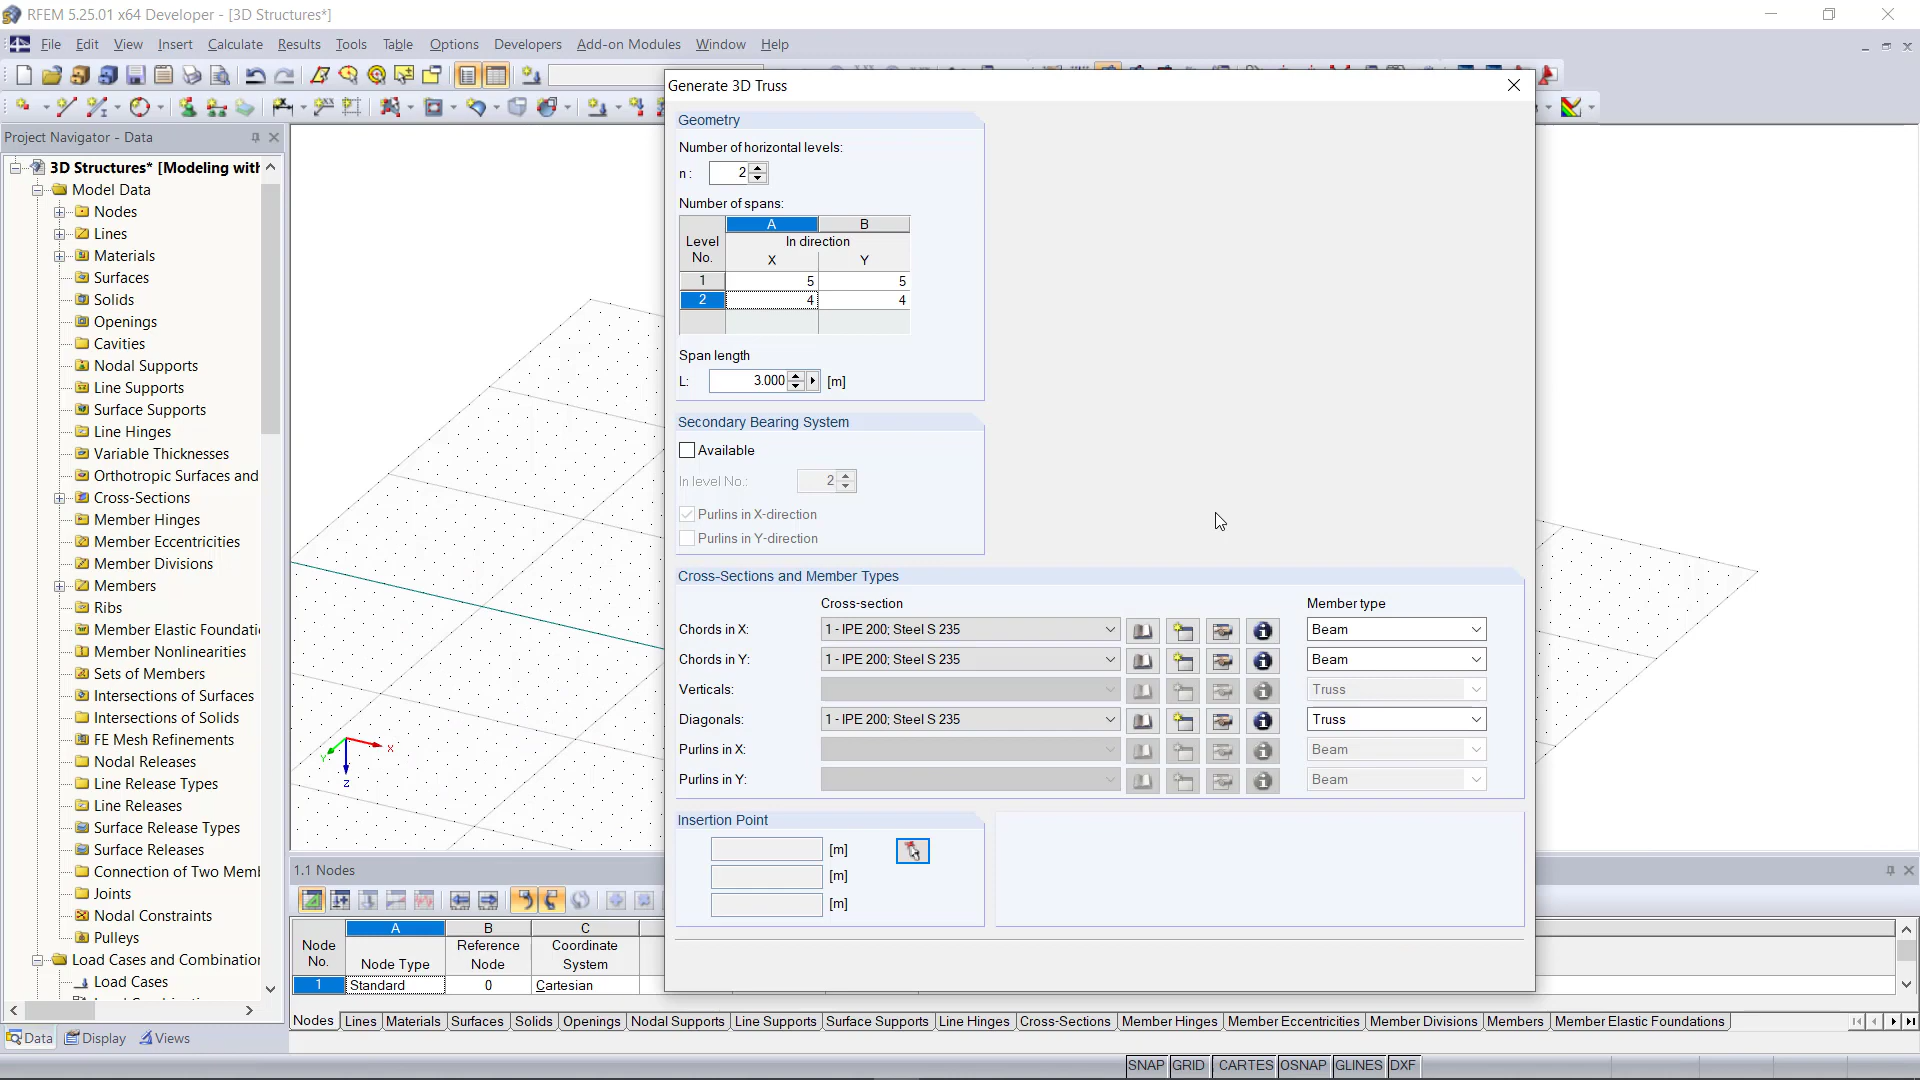 RFEM 5.25.01 x64 Developer - [3D Structures*]
File Edit View Insert Calculate Results Tools Table Options Developers Add-on Modules Window Help
Project Navigator - Data
3D Structures* [Modeling with
Model Data
Nodes
Lines
Materials
Surfaces
Solids
Openings
Cavities
Nodal Supports
Line Supports
Surface Supports
Line Hinges
Variable Thicknesses
Orthotropic Surfaces and
Cross-Sections
Member Hinges
Member Eccentricities
Member Divisions
Members
Ribs
Member Elastic Foundati
Member Nonlinearities
Sets of Members
Intersections of Surfaces
Intersections of Solids
FE Mesh Refinements
Nodal Releases
Line Release Types
Line Releases
Surface Release Types
Surface Releases
Connection of Two Meml
Joints
Nodal Constraints
Pulleys
Load Cases and Combination
Load Cases
Data Display Views
X
Y
Z
Generate 3D Truss
Geometry
Number of horizontal levels:
n : 2
Number of spans:
A B
Level No. In direction
X Y
1 5 5
2 4 4
Span length
L: 3.000 [m]
Secondary Bearing System
Available
In level No.: 2
Purlins in X-direction
Purlins in Y-direction
Cross-Sections and Member Types
Cross-section Member type
Chords in X: 1 - IPE 200; Steel S 235 Beam
Chords in Y: 1 - IPE 200; Steel S 235 Beam
Verticals: Truss
Diagonals: 1 - IPE 200; Steel S 235 Truss
Purlins in X: Beam
Purlins in Y: Beam
Insertion Point
[m]
[m]
[m]
1.1 Nodes
A B C
Node No. Node Type Reference Node Coordinate System
1 Standard 0 Cartesian
Nodes Lines Materials Surfaces Solids Openings Nodal Supports Line Supports Surface Supports Line Hinges Cross-Sections Member Hinges Member Eccentricities Member Divisions Members Member Elastic Foundations
SNAP GRID CARTES OSNAP GLINES DXF